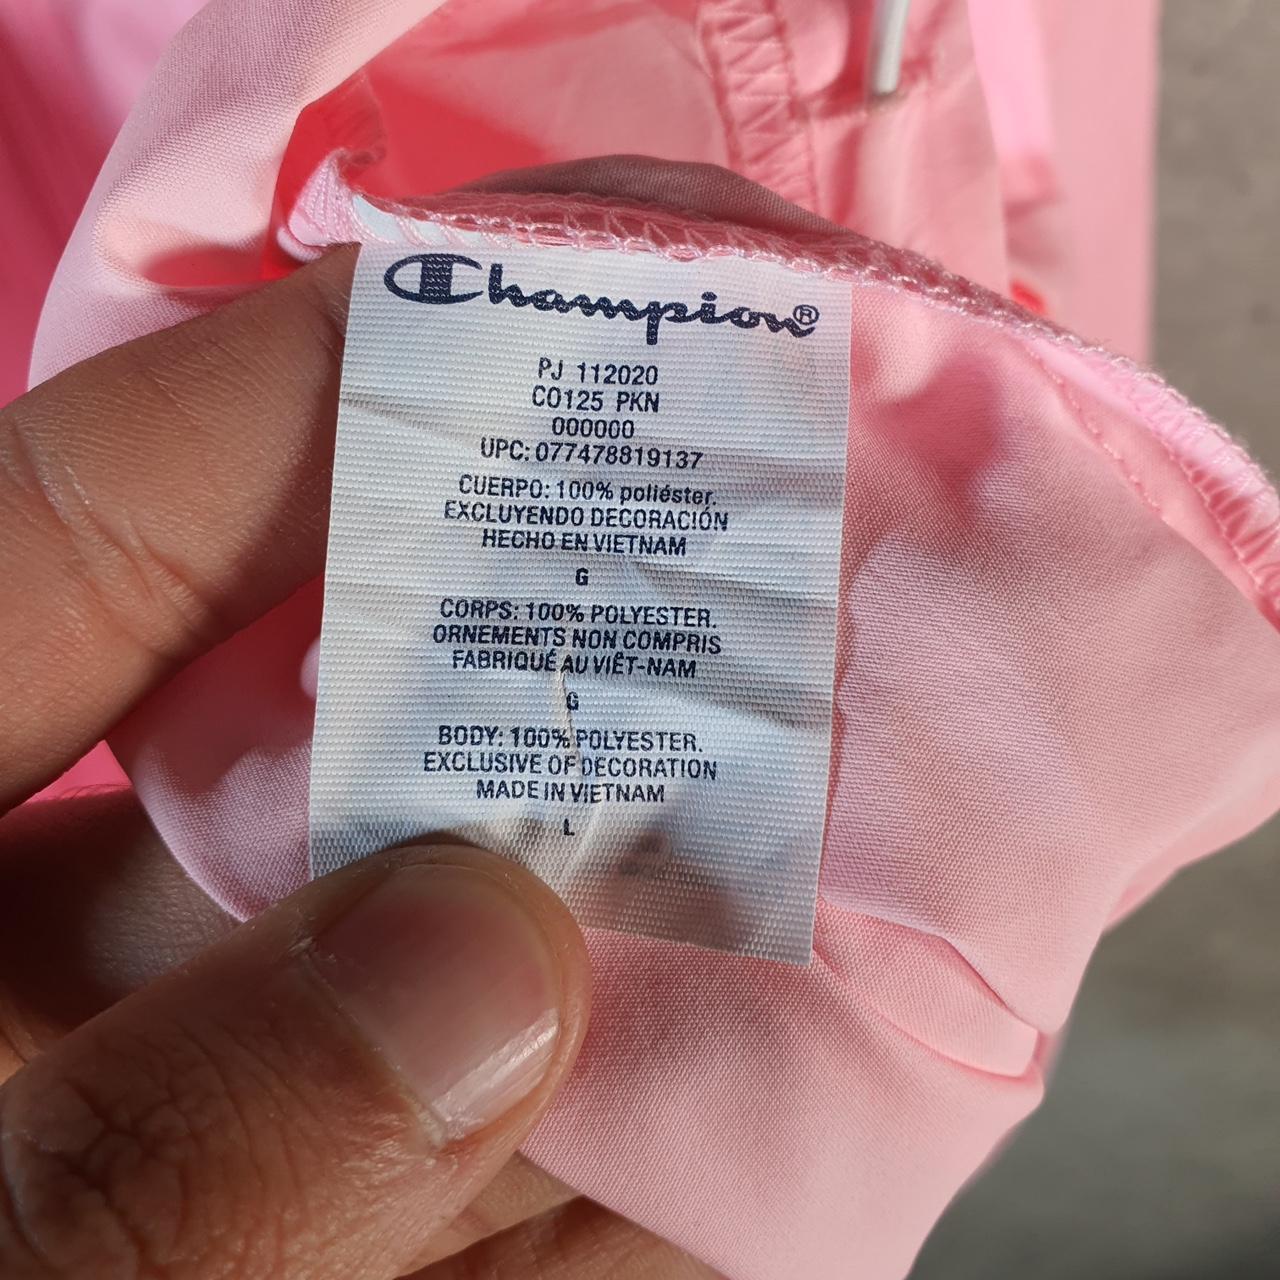 Champion®
PJ 112020
CO125 PKN
000000
UPC: 077478819137
CUERPO: 100% poliéster.
EXCLUYENDO DECORACIÓN
HECHO EN VIETNAM
G
CORPS: 100% POLYESTER.
ORNEMENTS NON COMPRIS
FABRIQUÉ AU VIÊT-NAM
G
BODY: 100% POLYESTER.
EXCLUSIVE OF DECORATION
MADE IN VIETNAM
L